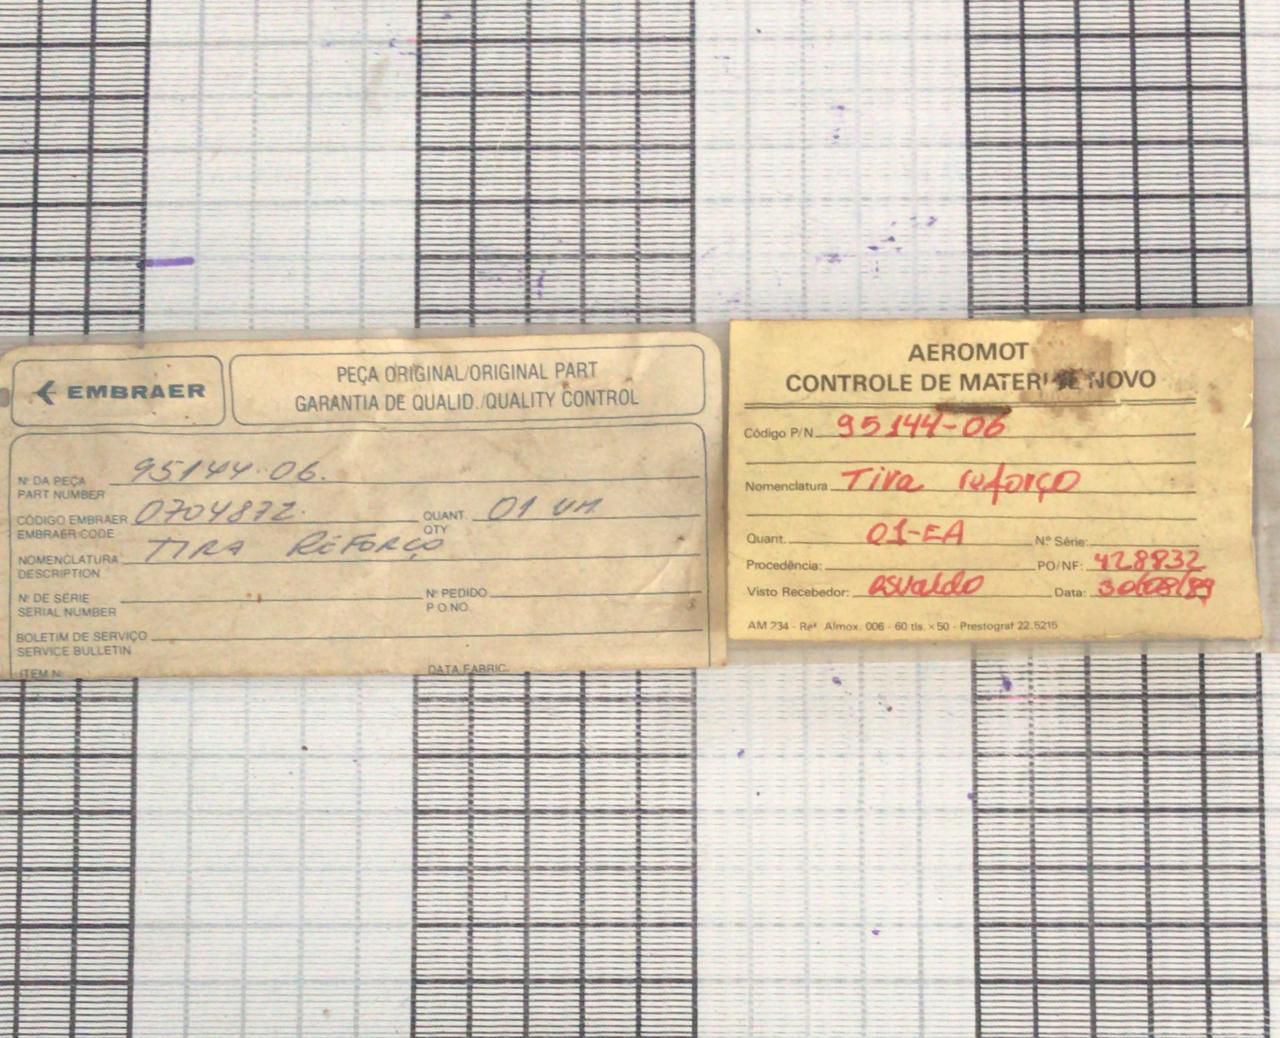 EMBRAER
PEÇA ORIGINAL/ORIGINAL PART
GARANTIA DE QUALID./QUALITY CONTROL
Nº DA PEÇA 95144-06.
PART NUMBER
CÓDIGO EMBRAER 0704872. QUANT. 01
EMBRAER CODE QTY
NOMENCLATURA TIRA REFORÇO
DESCRIPTION
Nº DE SÉRIE Nº PEDIDO
SERIAL NUMBER P.O.NO.
BOLETIM DE SERVIÇO
SERVICE BULLETIN
ITEM Nº DATA FABRIC.
AEROMOT
CONTROLE DE NOVO
Código P/N 95144-06
Nomenclatura Tira reforço
Quant. 01-EA Nº Série:
Procedência: PO/NF: 428832
Visto Recebedor: osvaldo Data: 30/08/89
AM 234 - Refª Almox. 006 - 60 tls. x 50 - Prestograf 22.5215